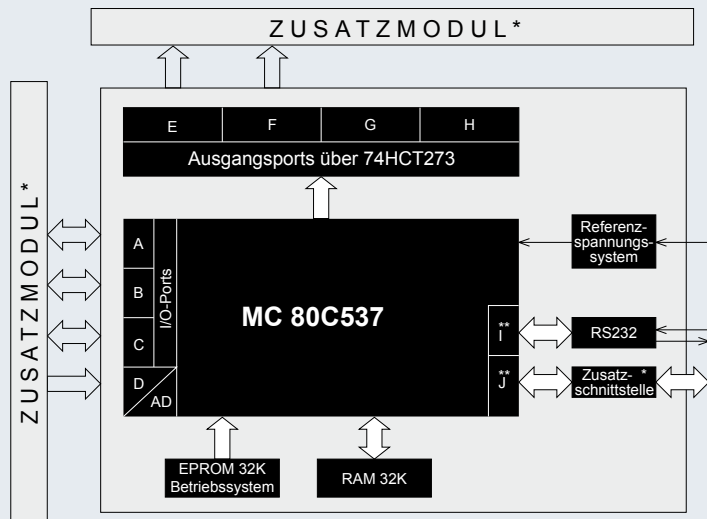 ZUSATZMODUL*
ZUSATZMODUL*
E F G H
Ausgangsports über 74HCT273
A
B
C
D
AD
I/O-Ports
MC 80C537
**
I
**
J
Referenz-
spannungs-
system
RS232
Zusatz- *
schnittstelle
EPROM 32K
Betriebssystem
RAM 32K